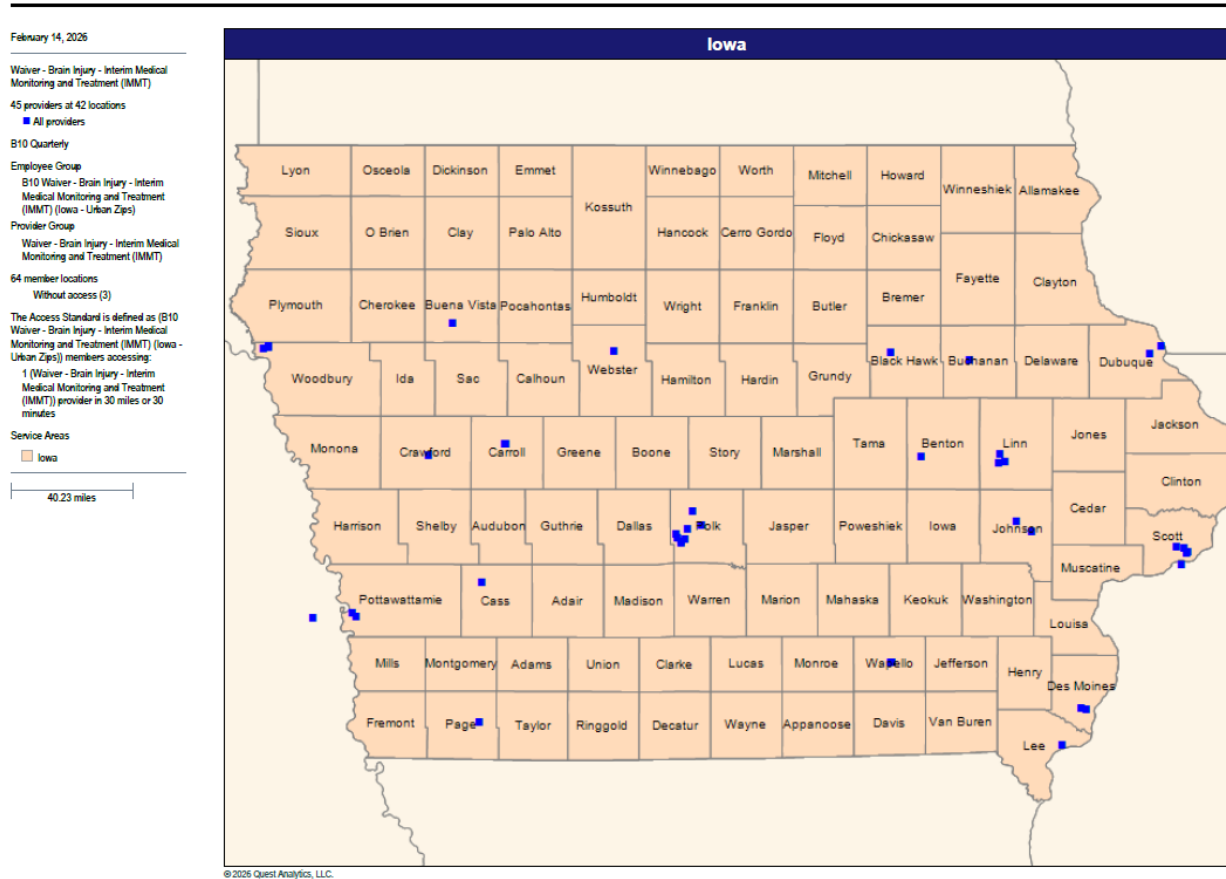 February 14, 2026
Waiver - Brain Injury - Interim Medical
Monitoring and Treatment (IMMT)
45 providers at 42 locations
All providers
B10 Quarterly
Employee Group
B10 Waiver - Brain Injury - Interim
Medical Monitoring and Treatment
(IMMT) (Iowa - Urban Zips)
Provider Group
Waiver - Brain Injury - Interim Medical
Monitoring and Treatment (IMMT)
64 member locations
Without access (3)
The Access Standard is defined as (B10
Waiver - Brain Injury - Interim Medical
Monitoring and Treatment (IMMT) (Iowa -
Urban Zips)) members accessing:
1 (Waiver - Brain Injury - Interim
Medical Monitoring and Treatment
(IMMT)) provider in 30 miles or 30
minutes
Service Areas
Iowa
40.23 miles
Iowa
Lyon Osceola Dickinson Emmet Winnebago Worth Mitchell Howard Winneshiek Allamakee
Kossuth
Sioux O Brien Clay Palo Alto Hancock Cerro Gordo Floyd Chickasaw
Fayette Clayton
Plymouth Cherokee Buena Vista Pocahontas Humboldt Wright Franklin Butler Bremer
Woodbury Ida Sac Calhoun Webster Hamilton Hardin Grundy Black Hawk Buchanan Delaware Dubuque
Monona Crawford Carroll Greene Boone Story Marshall Tama Benton Linn Jones Jackson
Clinton
Harrison Shelby Audubon Guthrie Dallas Polk Jasper Poweshiek Iowa Johnson Cedar Scott
Muscatine
Pottawattamie Cass Adair Madison Warren Marion Mahaska Keokuk Washington Louisa
Mills Montgomery Adams Union Clarke Lucas Monroe Wapello Jefferson Henry Des Moines
Fremont Page Taylor Ringgold Decatur Wayne Appanoose Davis Van Buren Lee
© 2026 Quest Analytics, LLC.